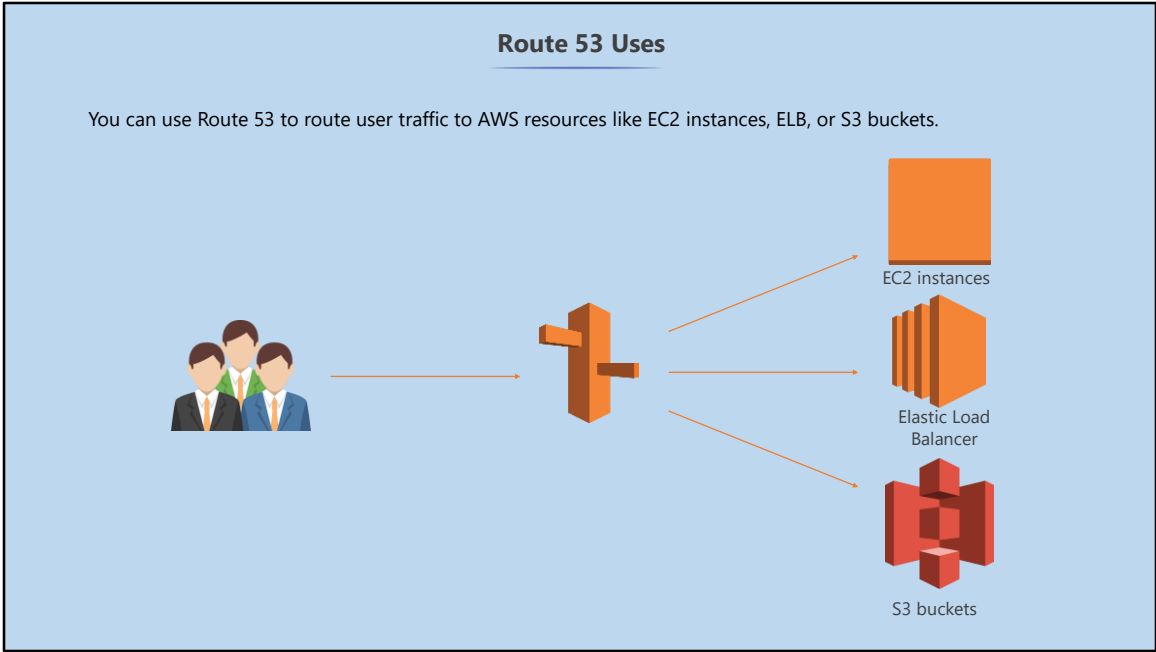 Route 53 Uses
You can use Route 53 to route user traffic to AWS resources like EC2 instances, ELB, or S3 buckets.
EC2 instances
Elastic Load
Balancer
S3 buckets